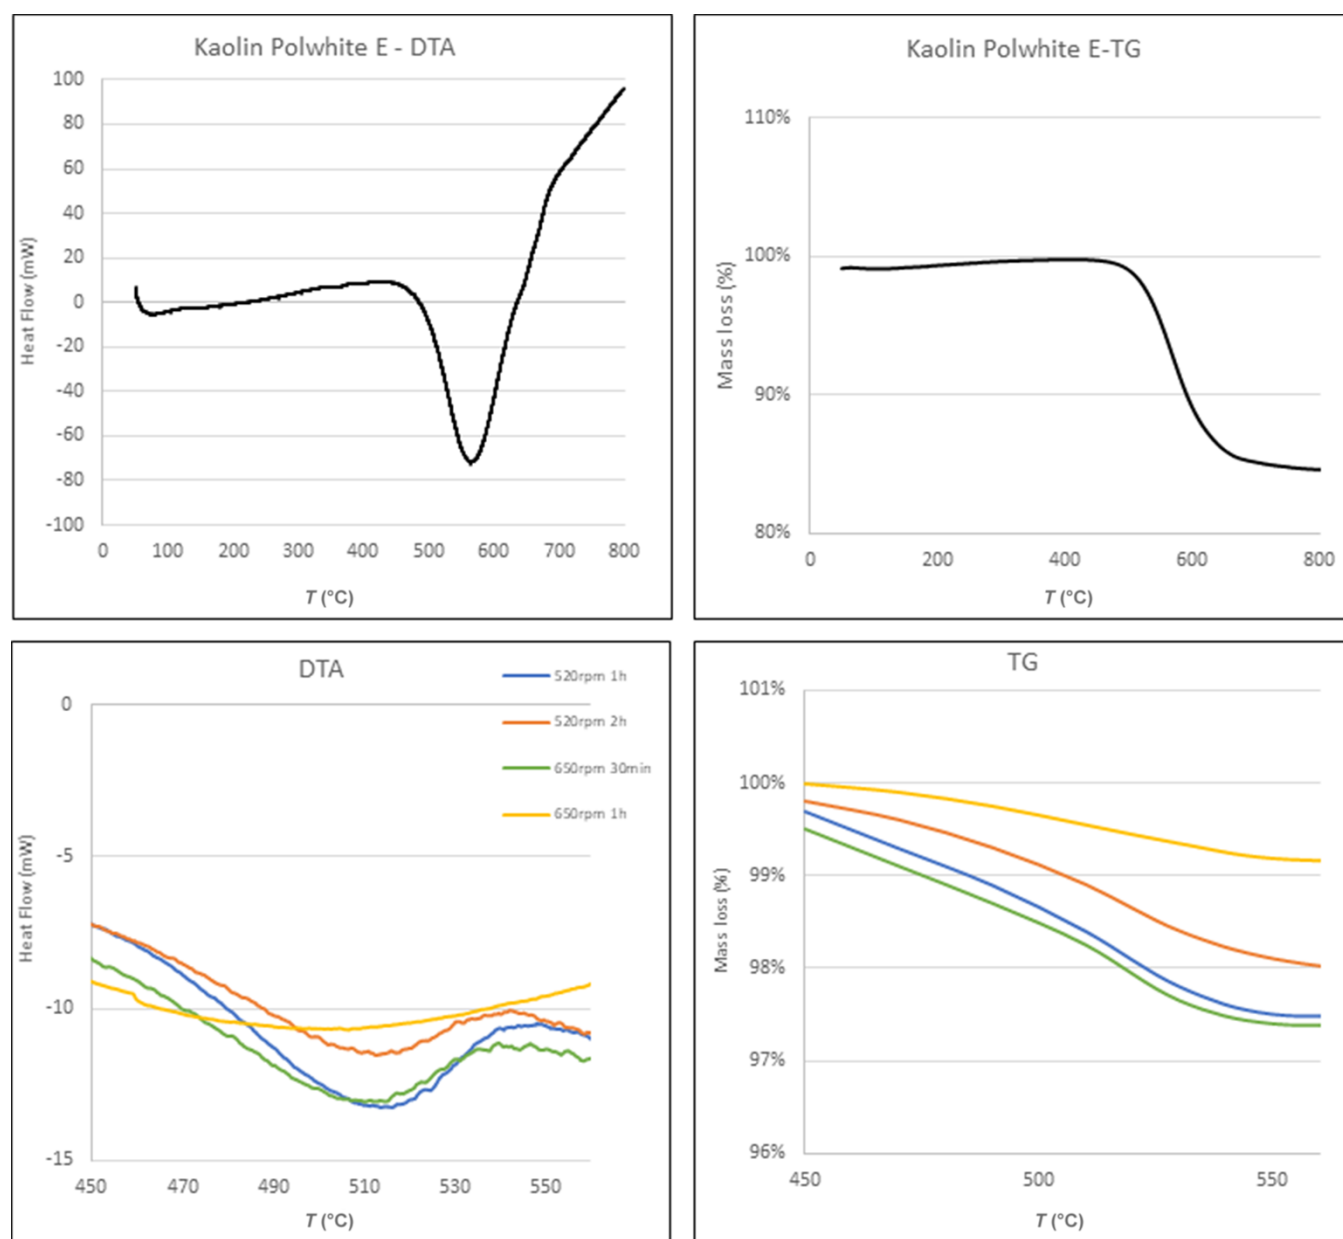 Kaolin Polwhite E - DTA
100
80
60
40
20
0
-20
-40
-60
-80
-100
Heat Flow (mW)
0 100 200 300 400 500 600 700 800
T (°C)
Kaolin Polwhite E-TG
110%
100%
90%
80%
Mass loss (%)
0 200 400 600 800
T (°C)
DTA
520rpm 1h
520rpm 2h
650rpm 30min
650rpm 1h
0
-5
-10
-15
Heat Flow (mW)
450 470 490 510 530 550
T (°C)
TG
101%
100%
99%
98%
97%
96%
Mass loss (%)
450 500 550
T (°C)